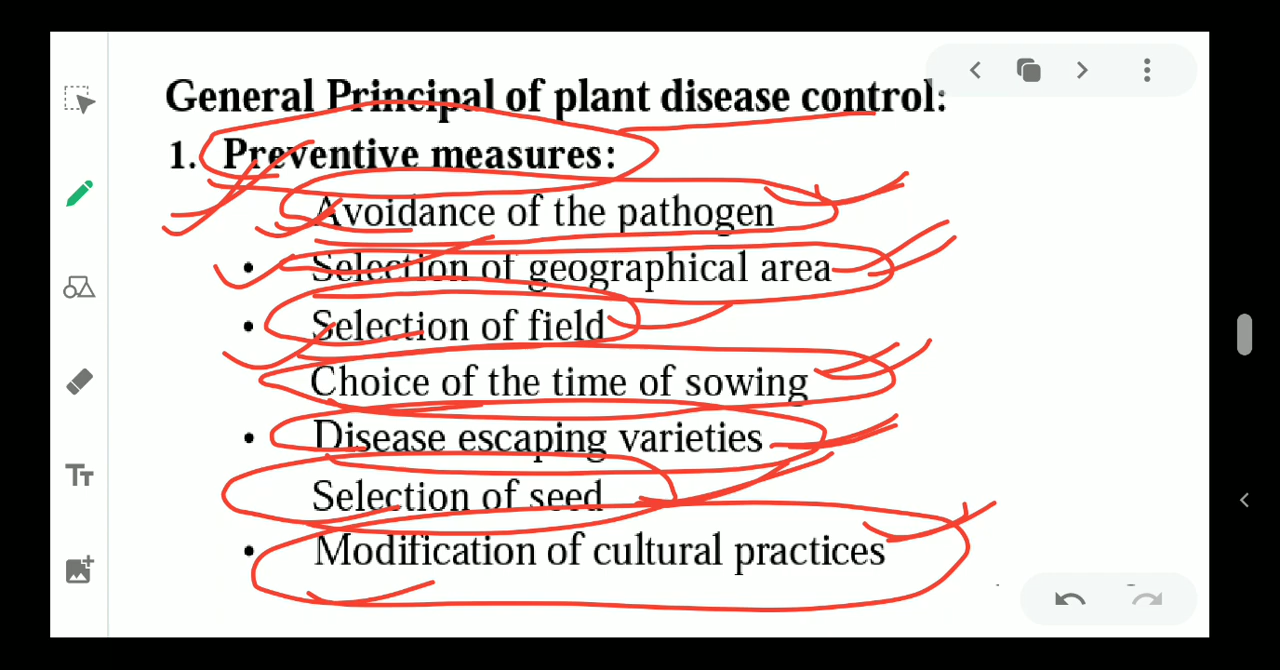 General Principal of plant disease control:
1. Preventive measures:
Avoidance of the pathogen
• Selection of geographical area
• Selection of field
Choice of the time of sowing
• Disease escaping varieties
Selection of seed
• Modification of cultural practices
TT